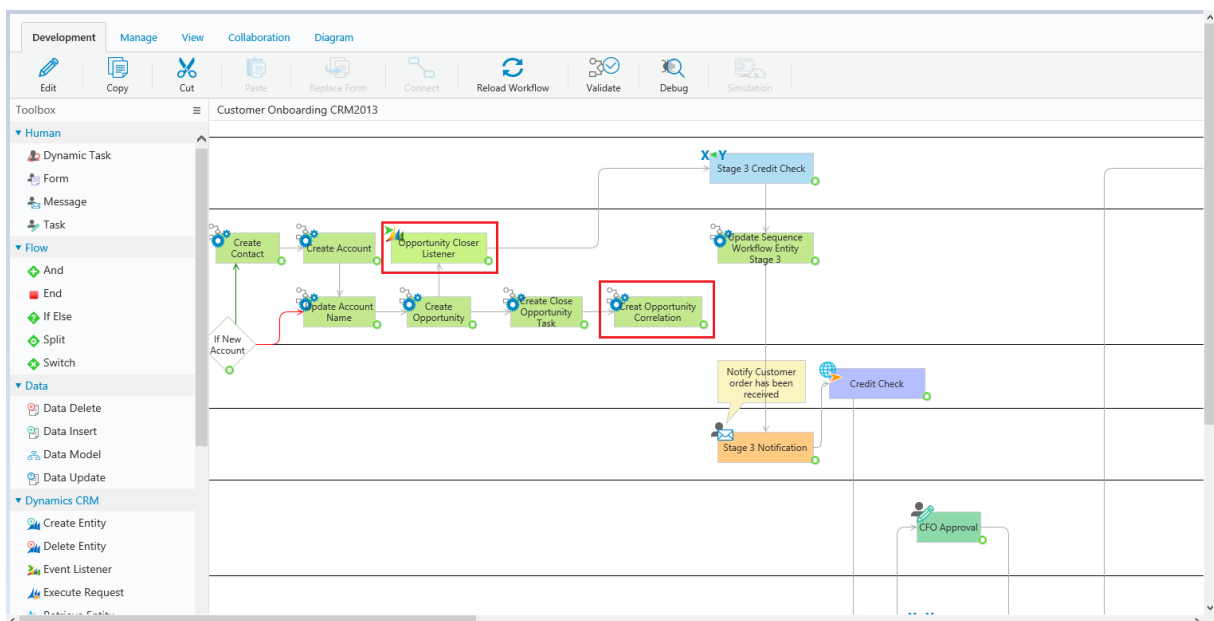 Development Manage View Collaboration Diagram
Edit Copy Cut Paste Replace Form Connect Reload Workflow Validate Debug Simulation
Toolbox
Customer Onboarding CRM2013
Human
Dynamic Task
Form
Message
Task
Flow
And
End
If Else
Split
Switch
Data
Data Delete
Data Insert
Data Model
Data Update
Dynamics CRM
Create Entity
Delete Entity
Event Listener
Execute Request
X Y
Stage 3 Credit Check
Create
Contact
Create Account
Opportunity Closer
Listener
Update Sequence
Workflow Entity
Stage 3
Update Account
Name
Create
Opportunity
Create Close
Opportunity
Task
Creat Opportunity
Correlation
If New
Account
Notify Customer
order has been
received
Credit Check
Stage 3 Notification
CFO Approval